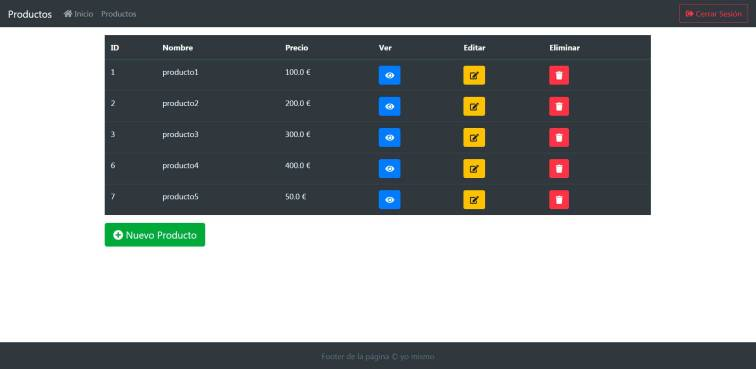 Productos Inicio Productos Cerrar Sesión
ID Nombre Precio Ver Editar Eliminar
1 producto1 100.0 €
2 producto2 200.0 €
3 producto3 300.0 €
6 producto4 400.0 €
7 producto5 50.0 €
Nuevo Producto
Footer de la página © yo mismo